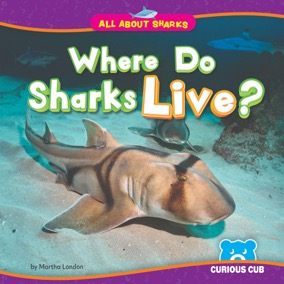 ALL ABOUT SHARKS
Where Do
Sharks Live?
by Martha London
CURIOUS CUB